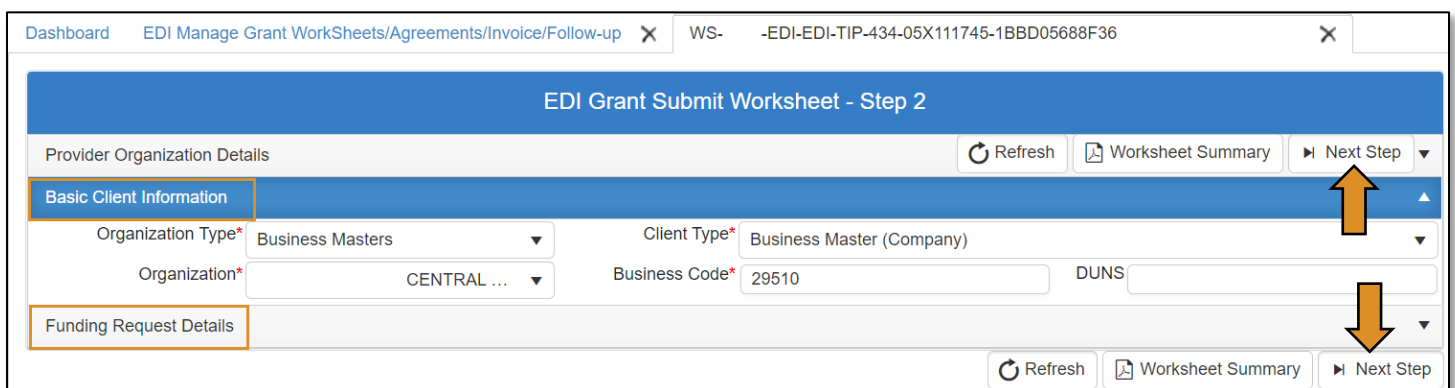 Dashboard EDI Manage Grant WorkSheets/Agreements/Invoice/Follow-up WS- -EDI-EDI-TIP-434-05X111745-1BBD05688F36
EDI Grant Submit Worksheet - Step 2
Provider Organization Details Refresh Worksheet Summary Next Step
Basic Client Information
Organization Type* Business Masters Client Type* Business Master (Company)
Organization* CENTRAL ... Business Code* 29510 DUNS
Funding Request Details
Refresh Worksheet Summary Next Step